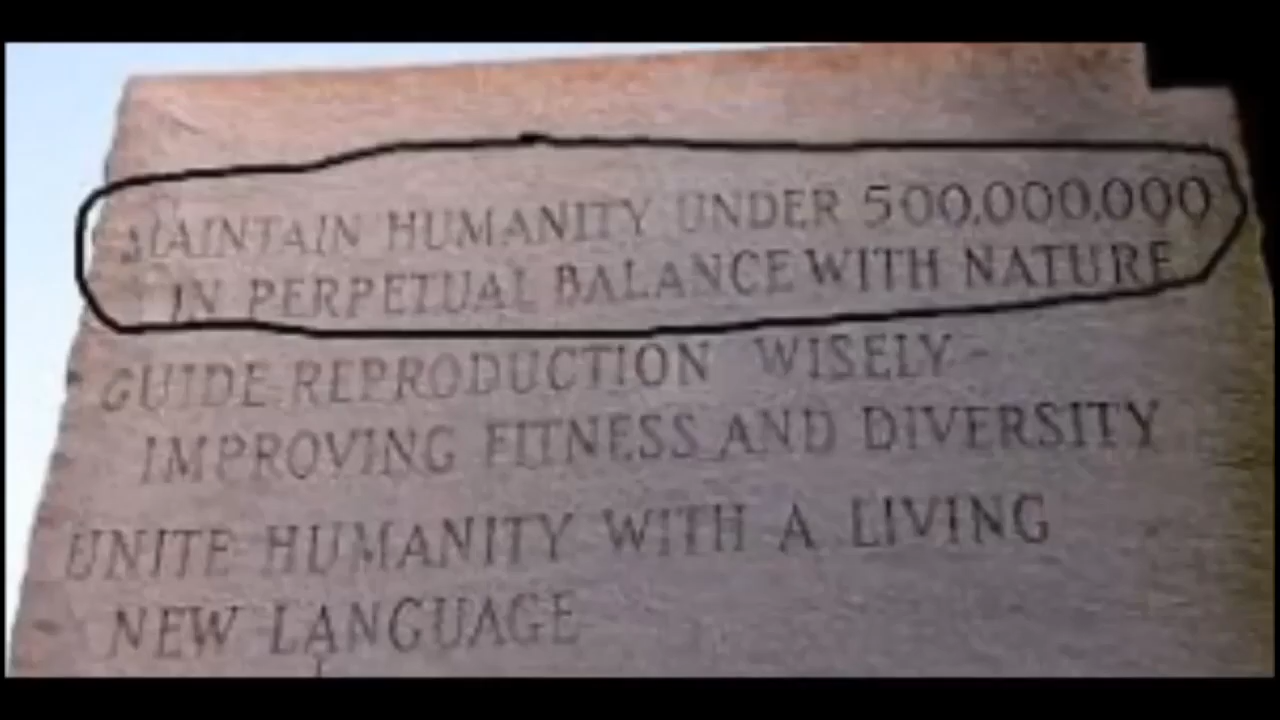 MAINTAIN HUMANITY UNDER 500,000,000
IN PERPETUAL BALANCE WITH NATURE
GUIDE REPRODUCTION WISELY -
IMPROVING FITNESS AND DIVERSITY
UNITE HUMANITY WITH A LIVING
NEW LANGUAGE